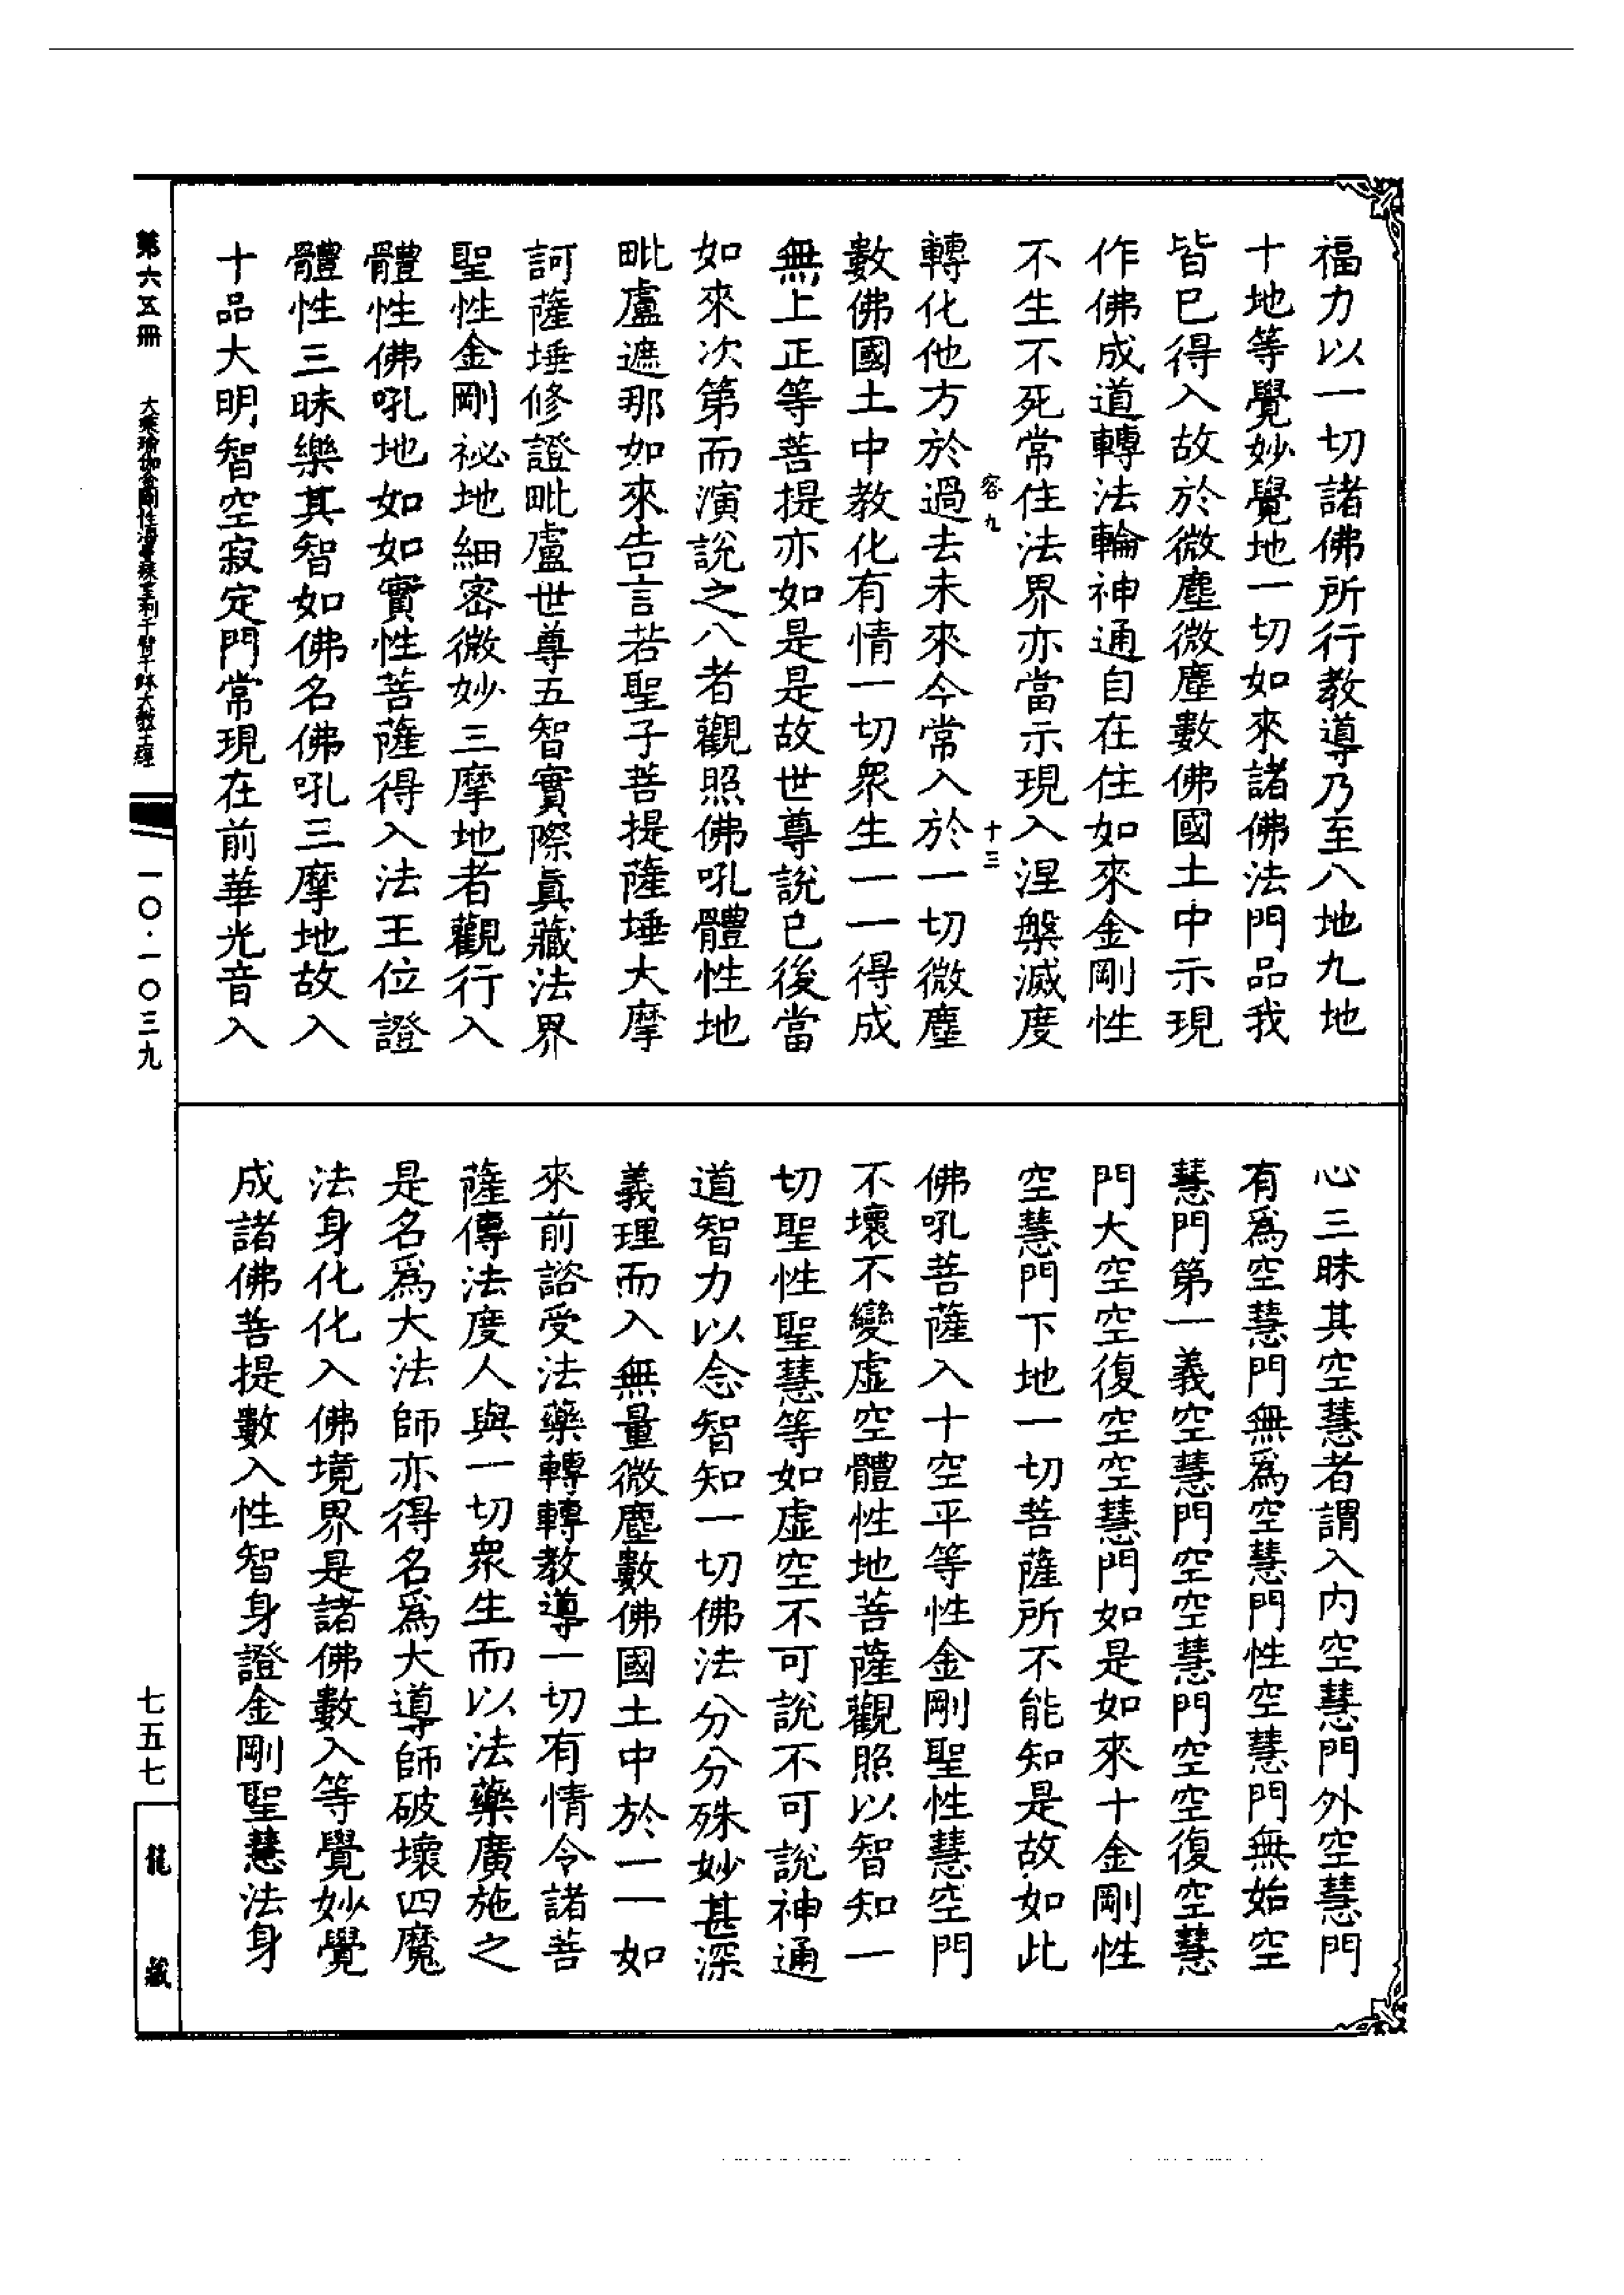 福力以一切諸佛所行教導乃至八地九地
十地等覺妙覺地一切如來諸佛法門品我
皆已得入故於微塵微塵數佛國土中示現
作佛成道轉法輪神通自在住如來金剛性
不生不死常住法界亦當示現入涅槃滅度
容九
十三
轉化他方於過去未來今常入於一切微塵
數佛國土中教化有情一切衆生一一得成
無上正等菩提亦如是是故世尊說已後當
如來次第而演說之八者觀照佛吼體性地
毗盧遮那如來告言若聖子菩提薩埵大摩
訶薩埵修證毗盧世尊五智實際眞藏法界
聖性金剛祕地細密微妙三摩地者觀行入
體性佛吼地如如實性菩薩得入法王位證
體性三昧樂其智如佛名佛吼三摩地故入
十品大明智空寂定門常現在前華光音入
心三昧其空慧者謂入內空慧門外空慧門
有爲空慧門無爲空慧門性空慧門無始空
慧門第一義空慧門空空慧門空空復空慧
門大空空復空空慧門如是如來十金剛性
空慧門下地一切菩薩所不能知是故如此
佛吼菩薩入十空平等性金剛聖性慧空門
不壞不變虛空體性地菩薩觀照以智知一
切聖性聖慧等如虛空不可說不可說神通
道智力以念智知一切佛法分分殊妙甚深
義理而入無量微塵數佛國土中於一一如
來前諮受法藥轉轉教導一切有情令諸菩
薩傳法度人與一切衆生而以法藥廣施之
是名爲大法師亦得名爲大導師破壞四魔
法身化化入佛境界是諸佛數入等覺妙覺
成諸佛菩提數入性智身證金剛聖慧法身
第六五冊
大乘瑜伽金剛性海曼殊室利千臂千鉢大教王經
一〇·一〇三九
七五七
龍藏